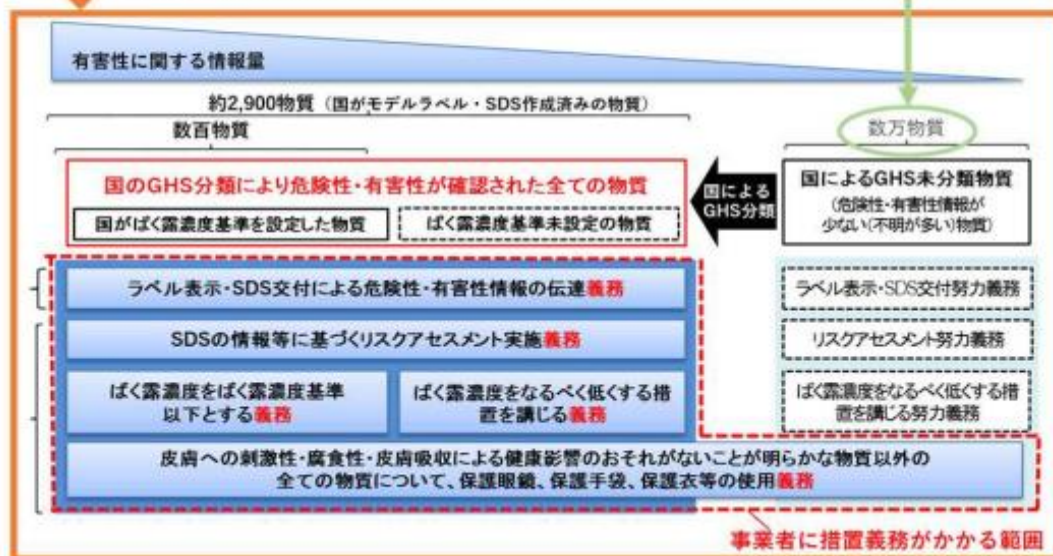 有害性に関する情報量
約2,900物質（国がモデルラベル・SDS作成済みの物質）
数百物質
数万物質
国のGHS分類により危険性・有害性が確認された全ての物質
国がばく露濃度基準を設定した物質
ばく露濃度基準未設定の物質
国による
GHS分類
国によるGHS未分類物質
（危険性・有害性情報が
少ない（不明が多い）物質）
ラベル表示・SDS交付による危険性・有害性情報の伝達義務
ラベル表示・SDS交付努力義務
SDSの情報等に基づくリスクアセスメント実施義務
リスクアセスメント努力義務
ばく露濃度をばく露濃度基準
以下とする義務
ばく露濃度をなるべく低くする措
置を講じる義務
ばく露濃度をなるべく低くする措
置を講じる努力義務
皮膚への刺激性・腐食性・皮膚吸収による健康影響のおそれがないことが明らかな物質以外の
全ての物質について、保護眼鏡、保護手袋、保護衣等の使用義務
事業者に措置義務がかかる範囲